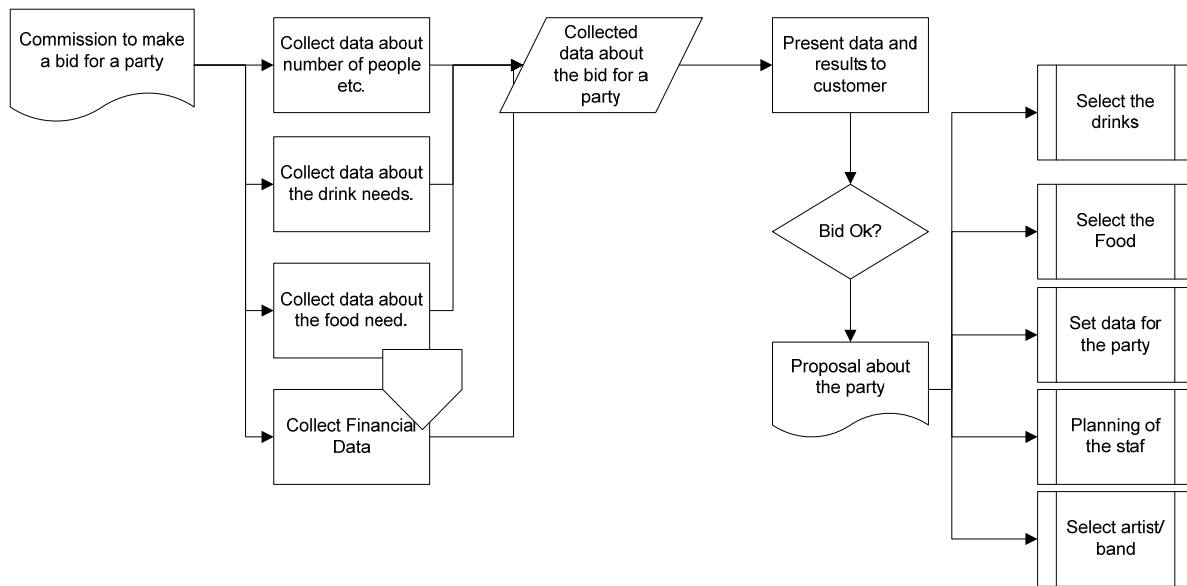 Commission to make
a bid for a party
Collect data about
number of people
etc.
Collect data about
the drink needs.
Collect data about
the food need.
Collect Financial
Data
Collected
data about
the bid for a
party
Present data and
results to
customer
Bid Ok?
Proposal about
the party
Select the
drinks
Select the
Food
Set data for
the party
Planning of
the staf
Select artist/
band